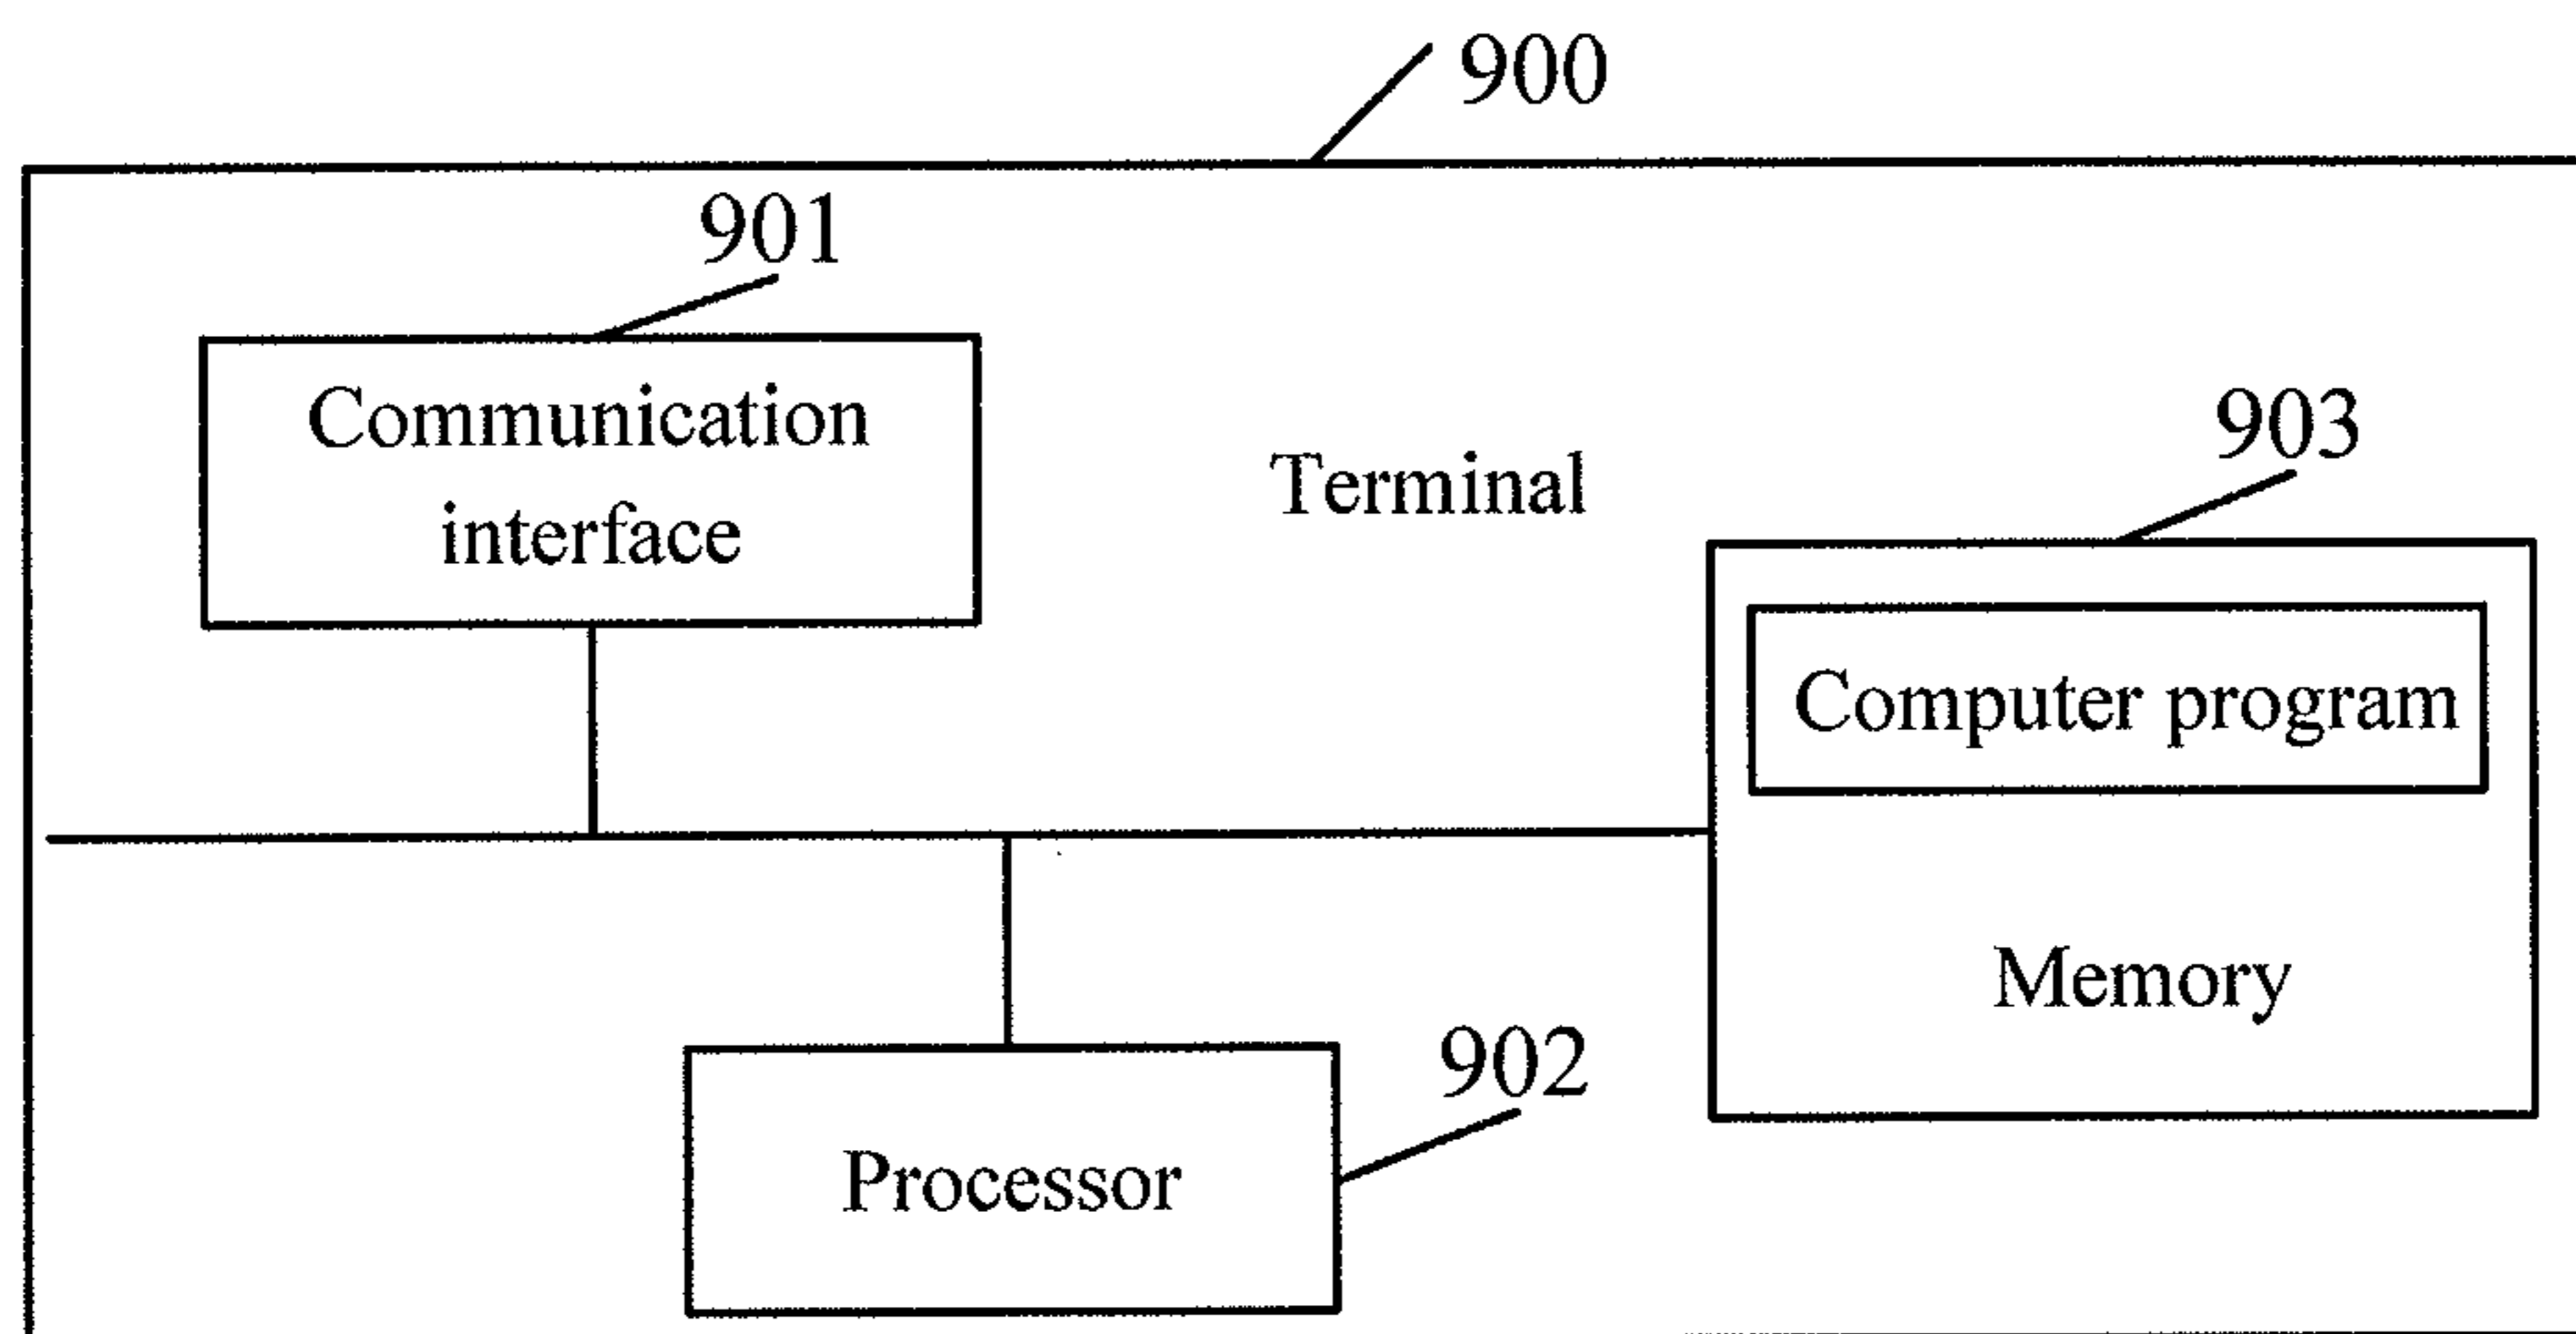 900
901
Communication
interface
Terminal
903
Computer program
Memory
902
Processor